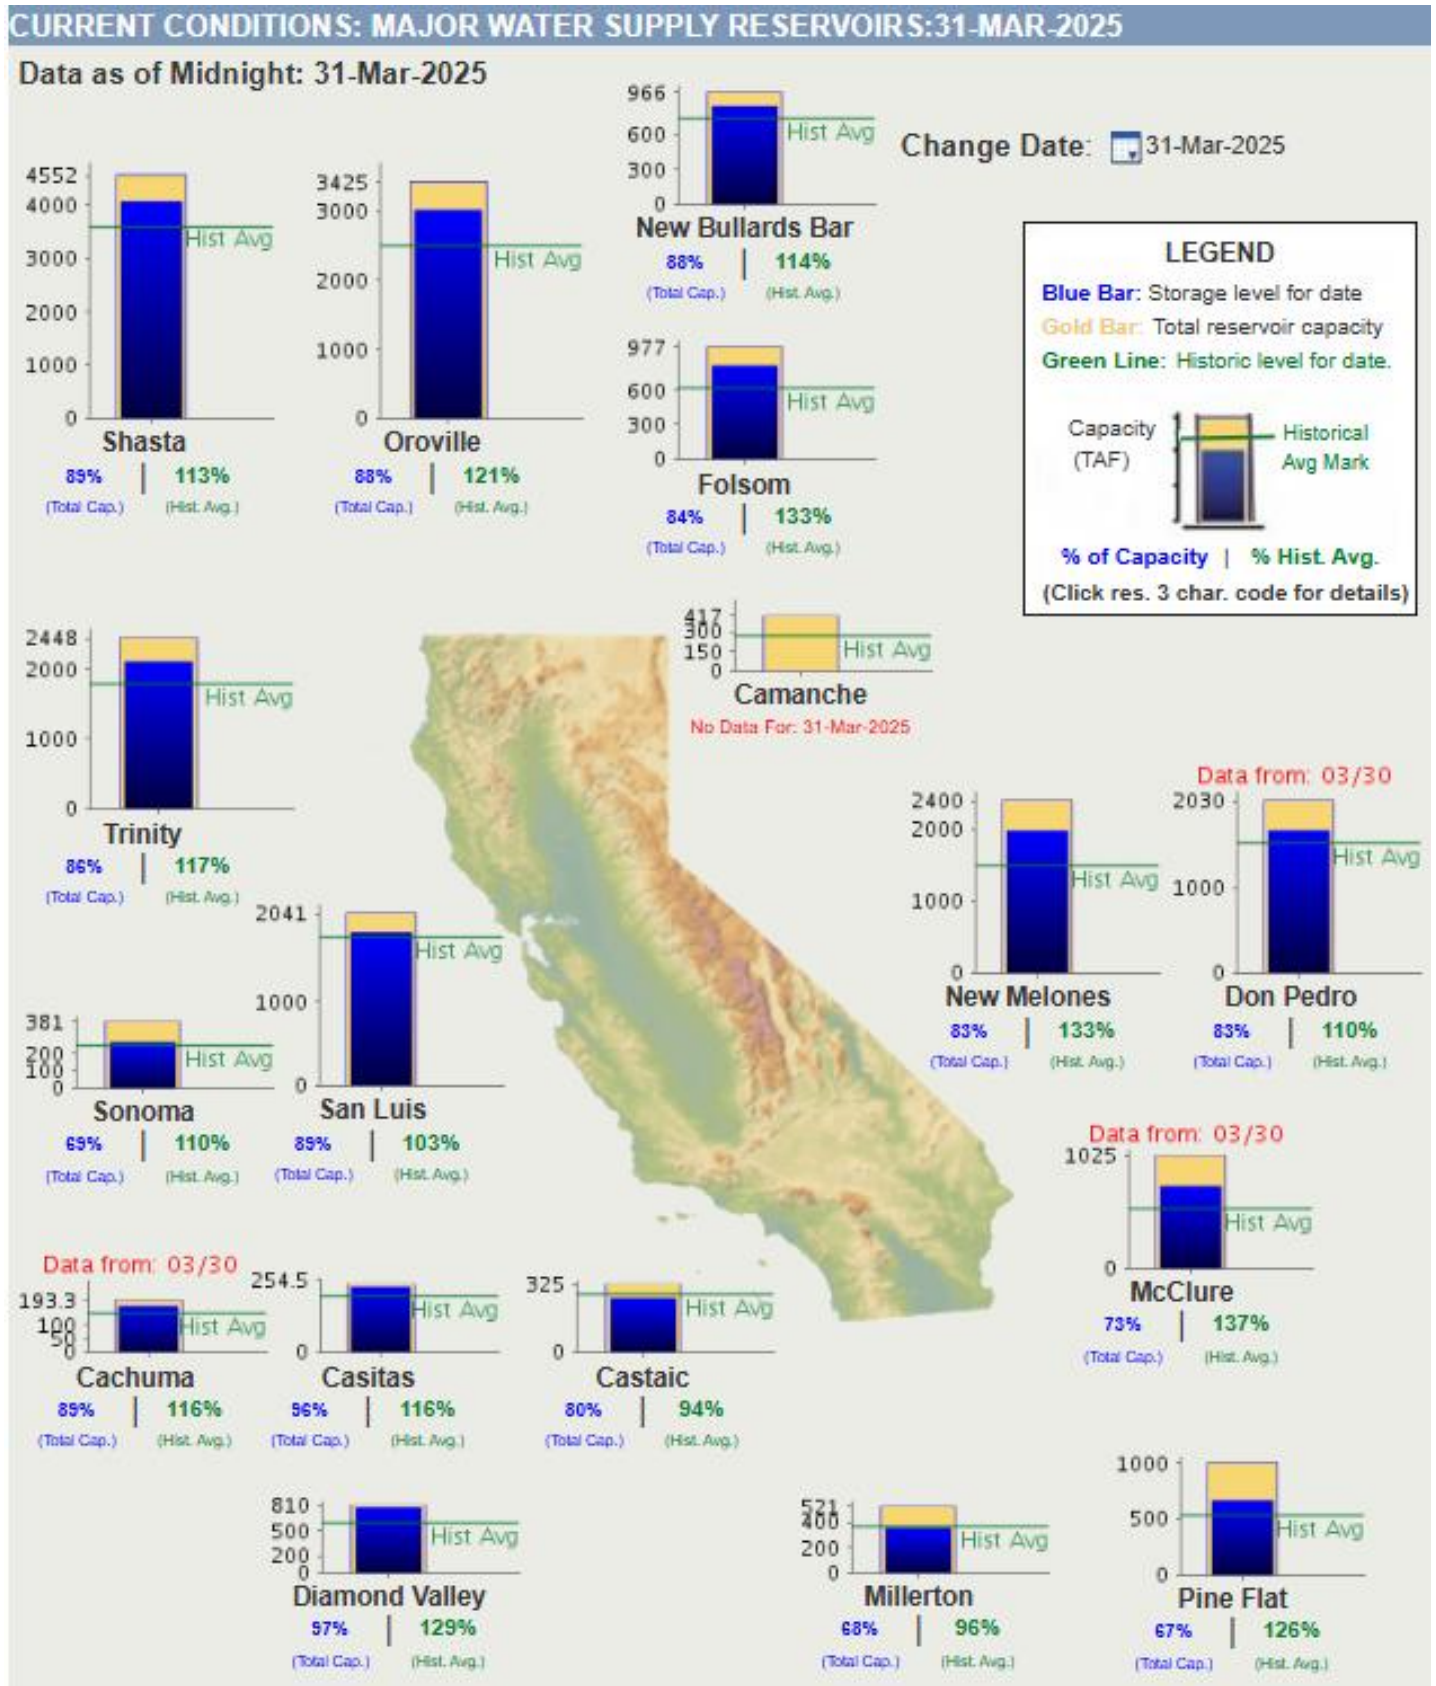 CURRENT CONDITIONS: MAJOR WATER SUPPLY RESERVOIRS:31-MAR-2025
Data as of Midnight: 31-Mar-2025
Change Date: 31-Mar-2025
4552
4000
3000
2000
1000
0
Hist Avg
Shasta
89% | 113%
(Total Cap.) (Hist. Avg.)
3425
3000
2000
1000
0
Hist Avg
Oroville
88% | 121%
(Total Cap.) (Hist. Avg.)
966
600
300
0
Hist Avg
New Bullards Bar
88% | 114%
(Total Cap.) (Hist. Avg.)
977
600
300
0
Hist Avg
Folsom
84% | 133%
(Total Cap.) (Hist. Avg.)
LEGEND
Blue Bar: Storage level for date
Gold Bar: Total reservoir capacity
Green Line: Historic level for date.
Capacity
(TAF)
Historical
Avg Mark
% of Capacity | % Hist. Avg.
(Click res. 3 char. code for details)
2448
2000
1000
0
Hist Avg
Trinity
86% | 117%
(Total Cap.) (Hist. Avg.)
417
300
150
0
Hist Avg
Camanche
No Data For: 31-Mar-2025
2400
2000
1000
0
Hist Avg
New Melones
83% | 133%
(Total Cap.) (Hist. Avg.)
Data from: 03/30
2030
1000
0
Hist Avg
Don Pedro
83% | 110%
(Total Cap.) (Hist. Avg.)
381
200
100
0
Hist Avg
Sonoma
69% | 110%
(Total Cap.) (Hist. Avg.)
2041
1000
0
Hist Avg
San Luis
89% | 103%
(Total Cap.) (Hist. Avg.)
Data from: 03/30
1025
0
Hist Avg
McClure
73% | 137%
(Total Cap.) (Hist. Avg.)
Data from: 03/30
193.3
100
50
0
Hist Avg
Cachuma
89% | 116%
(Total Cap.) (Hist. Avg.)
254.5
0
Hist Avg
Casitas
96% | 116%
(Total Cap.) (Hist. Avg.)
325
0
Hist Avg
Castaic
80% | 94%
(Total Cap.) (Hist. Avg.)
810
500
200
0
Hist Avg
Diamond Valley
97% | 129%
(Total Cap.) (Hist. Avg.)
521
400
200
0
Hist Avg
Millerton
68% | 96%
(Total Cap.) (Hist. Avg.)
1000
500
0
Hist Avg
Pine Flat
67% | 126%
(Total Cap.) (Hist. Avg.)